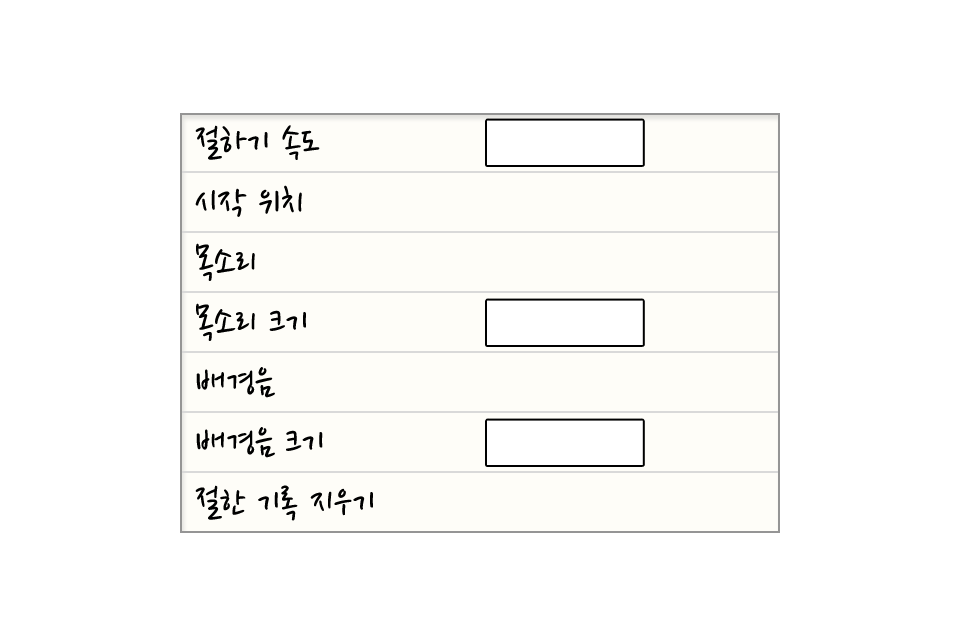 절하기 속도
시작 위치
목소리
목소리 크기
배경음
배경음 크기
절한 기록 지우기